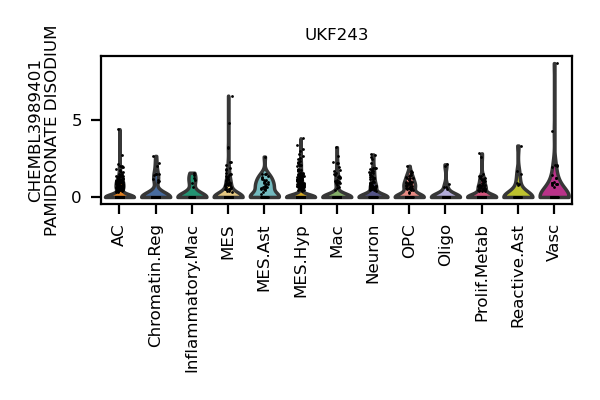 UKF243
CHEMBL3989401
PAMIDRONATE DISODIUM
5
0
AC
Chromatin.Reg
Inflammatory.Mac
MES
MES.Ast
MES.Hyp
Mac
Neuron
OPC
Oligo
Prolif.Metab
Reactive.Ast
Vasc